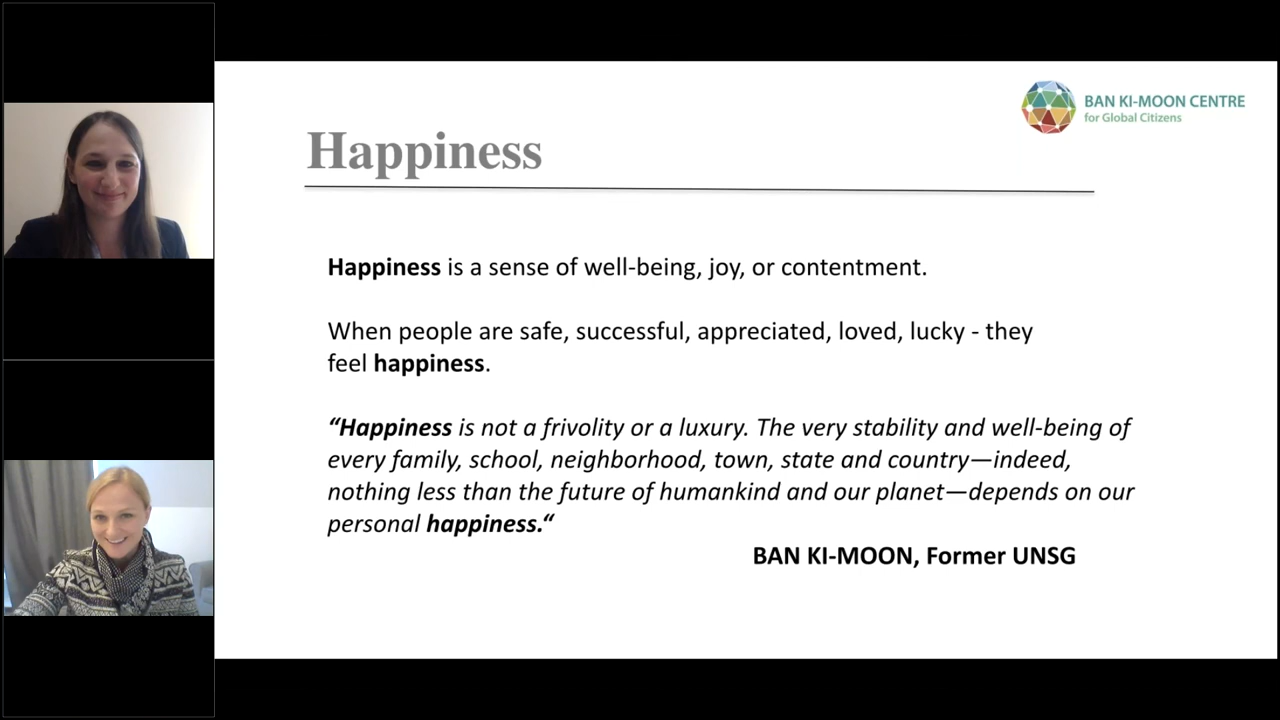 BAN KI-MOON CENTRE
for Global Citizens
Happiness
Happiness is a sense of well-being, joy, or contentment.
When people are safe, successful, appreciated, loved, lucky - they
feel happiness.
“Happiness is not a frivolity or a luxury. The very stability and well-being of
every family, school, neighborhood, town, state and country—indeed,
nothing less than the future of humankind and our planet—depends on our
personal happiness.“
BAN KI-MOON, Former UNSG